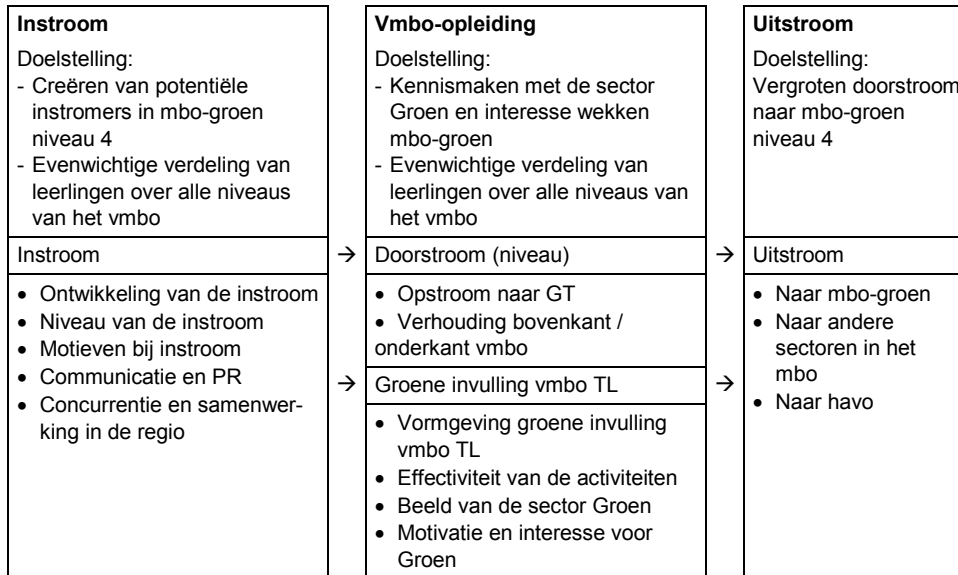 Instroom
Doelstelling:
- Creëren van potentiële
instromers in mbo-groen
niveau 4
- Evenwichtige verdeling van
leerlingen over alle niveaus
van het vmbo
Vmbo-opleiding
Doelstelling:
- Kennismaken met de sector
Groen en interesse wekken
mbo-groen
- Evenwichtige verdeling van
leerlingen over alle niveaus van
het vmbo
Uitstroom
Doelstelling:
Vergroten doorstroom
naar mbo-groen
niveau 4
Instroom
→
Doorstroom (niveau)
→
Uitstroom
• Ontwikkeling van de instroom
• Niveau van de instroom
• Motieven bij instroom
• Communicatie en PR
• Concurrentie en samenwer-
king in de regio
• Opstroom naar GT
• Verhouding bovenkant /
onderkant vmbo
→
Groene invulling vmbo TL
→
• Vormgeving groene invulling
vmbo TL
• Effectiviteit van de activiteiten
• Beeld van de sector Groen
• Motivatie en interesse voor
Groen
• Naar mbo-groen
• Naar andere
sectoren in het
mbo
• Naar havo